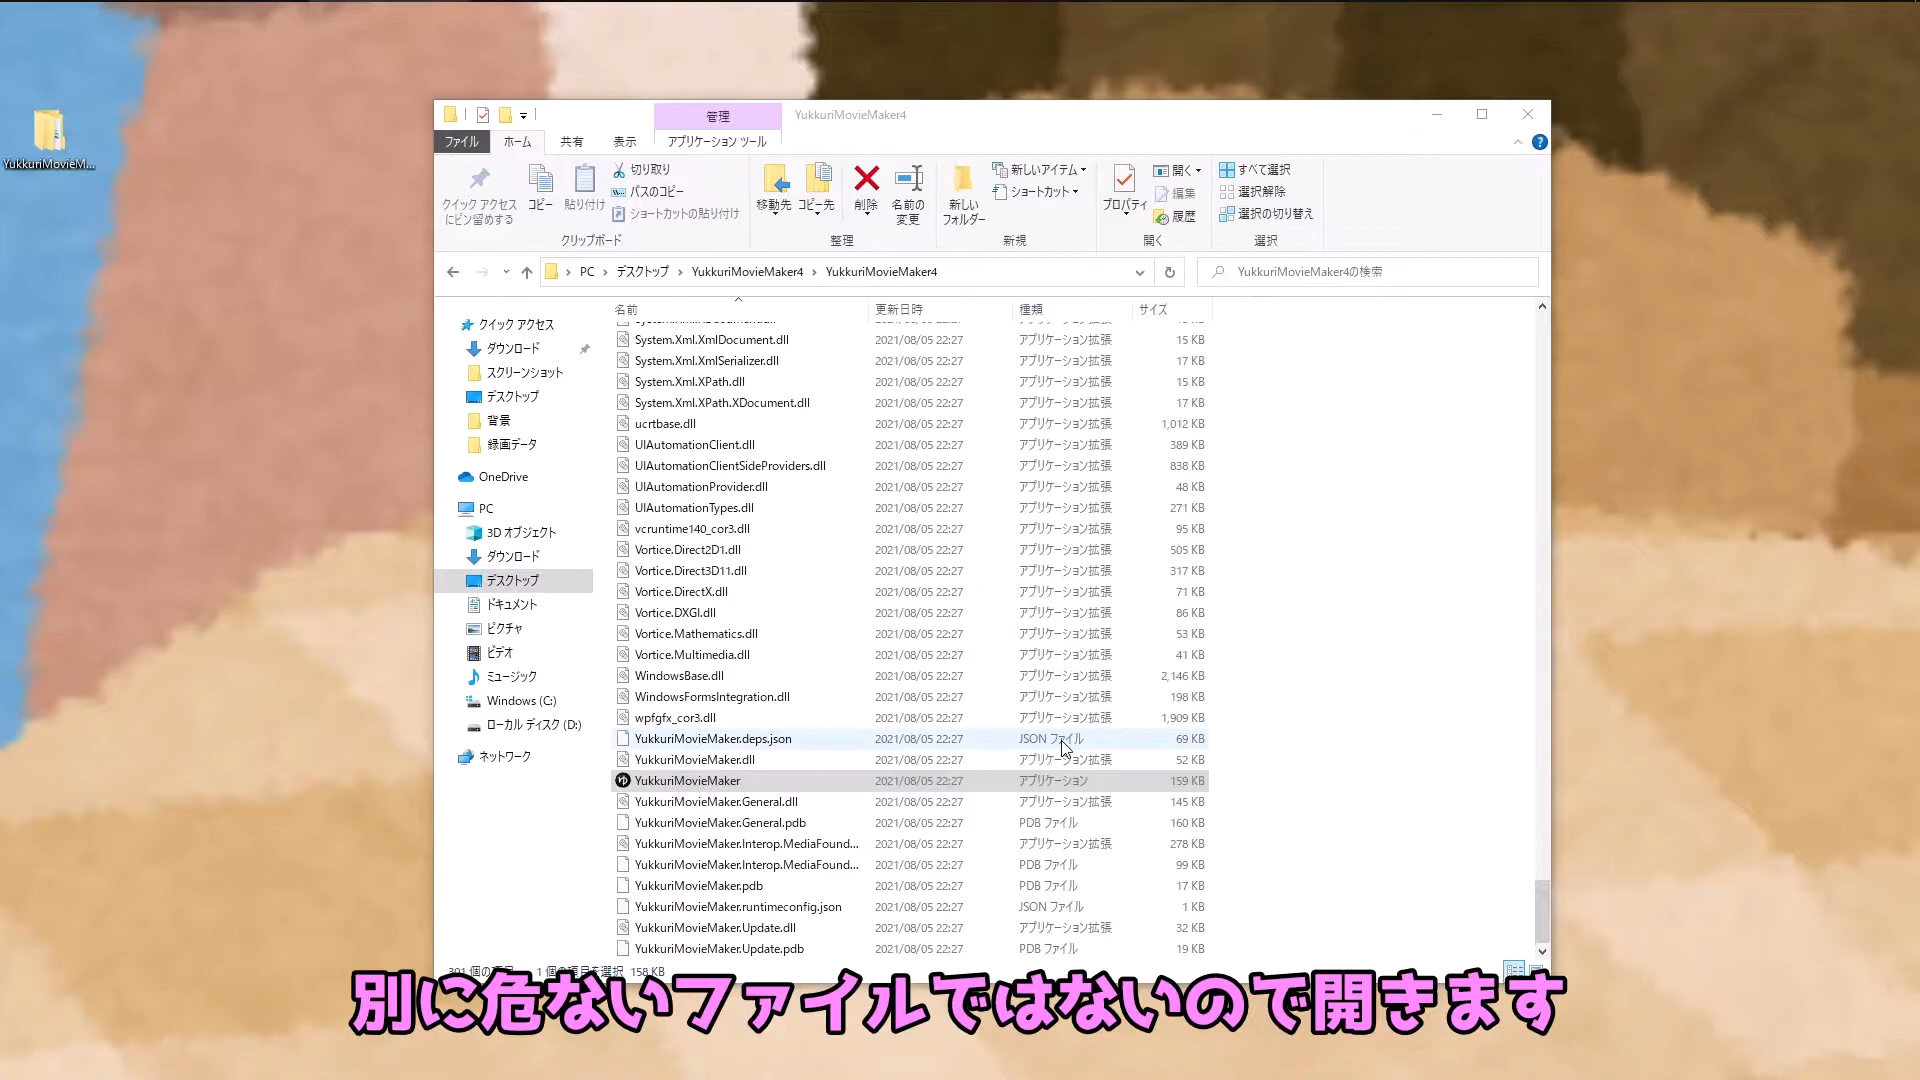 YukkuriMovieM...
管理
YukkuriMovieMaker4
ファイル
ホーム
共有
表示
アプリケーション ツール
クイック アクセス
にピン留めする
コピー
貼り付け
切り取り
パスのコピー
ショートカットの貼り付け
クリップボード
移動先
コピー先
削除
名前の
変更
整理
新しい
フォルダー
新しいアイテム
ショートカット
新規
プロパティ
開く
編集
履歴
開く
すべて選択
選択解除
選択の切り替え
選択
PC
デスクトップ
YukkuriMovieMaker4
YukkuriMovieMaker4
YukkuriMovieMaker4の検索
クイック アクセス
ダウンロード
スクリーンショット
デスクトップ
背景
録画データ
OneDrive
PC
3D オブジェクト
ダウンロード
デスクトップ
ドキュメント
ピクチャ
ビデオ
ミュージック
Windows (C:)
ローカル ディスク (D:)
ネットワーク
名前 更新日時 種類 サイズ
System.Xml.XmlDocument.dll 2021/08/05 22:27 アプリケーション拡張 15 KB
System.Xml.XmlSerializer.dll 2021/08/05 22:27 アプリケーション拡張 17 KB
System.Xml.XPath.dll 2021/08/05 22:27 アプリケーション拡張 15 KB
System.Xml.XPath.XDocument.dll 2021/08/05 22:27 アプリケーション拡張 17 KB
ucrtbase.dll 2021/08/05 22:27 アプリケーション拡張 1,012 KB
UIAutomationClient.dll 2021/08/05 22:27 アプリケーション拡張 389 KB
UIAutomationClientSideProviders.dll 2021/08/05 22:27 アプリケーション拡張 838 KB
UIAutomationProvider.dll 2021/08/05 22:27 アプリケーション拡張 48 KB
UIAutomationTypes.dll 2021/08/05 22:27 アプリケーション拡張 271 KB
vcruntime140_cor3.dll 2021/08/05 22:27 アプリケーション拡張 95 KB
Vortice.Direct2D1.dll 2021/08/05 22:27 アプリケーション拡張 505 KB
Vortice.Direct3D11.dll 2021/08/05 22:27 アプリケーション拡張 317 KB
Vortice.DirectX.dll 2021/08/05 22:27 アプリケーション拡張 71 KB
Vortice.DXGI.dll 2021/08/05 22:27 アプリケーション拡張 86 KB
Vortice.Mathematics.dll 2021/08/05 22:27 アプリケーション拡張 53 KB
Vortice.Multimedia.dll 2021/08/05 22:27 アプリケーション拡張 41 KB
WindowsBase.dll 2021/08/05 22:27 アプリケーション拡張 2,146 KB
WindowsFormsIntegration.dll 2021/08/05 22:27 アプリケーション拡張 198 KB
wpfgfx_cor3.dll 2021/08/05 22:27 アプリケーション拡張 1,909 KB
YukkuriMovieMaker.deps.json 2021/08/05 22:27 JSON ファイル 69 KB
YukkuriMovieMaker.dll 2021/08/05 22:27 アプリケーション拡張 52 KB
YukkuriMovieMaker 2021/08/05 22:27 アプリケーション 159 KB
YukkuriMovieMaker.General.dll 2021/08/05 22:27 アプリケーション拡張 145 KB
YukkuriMovieMaker.General.pdb 2021/08/05 22:27 PDB ファイル 160 KB
YukkuriMovieMaker.Interop.MediaFound... 2021/08/05 22:27 アプリケーション拡張 278 KB
YukkuriMovieMaker.Interop.MediaFound... 2021/08/05 22:27 PDB ファイル 99 KB
YukkuriMovieMaker.pdb 2021/08/05 22:27 PDB ファイル 17 KB
YukkuriMovieMaker.runtimeconfig.json 2021/08/05 22:27 JSON ファイル 1 KB
YukkuriMovieMaker.Update.dll 2021/08/05 22:27 アプリケーション拡張 32 KB
YukkuriMovieMaker.Update.pdb 2021/08/05 22:27 PDB ファイル 19 KB
301 個の項目 1 個の項目を選択 158 KB
別に危ないファイルではないので開きます